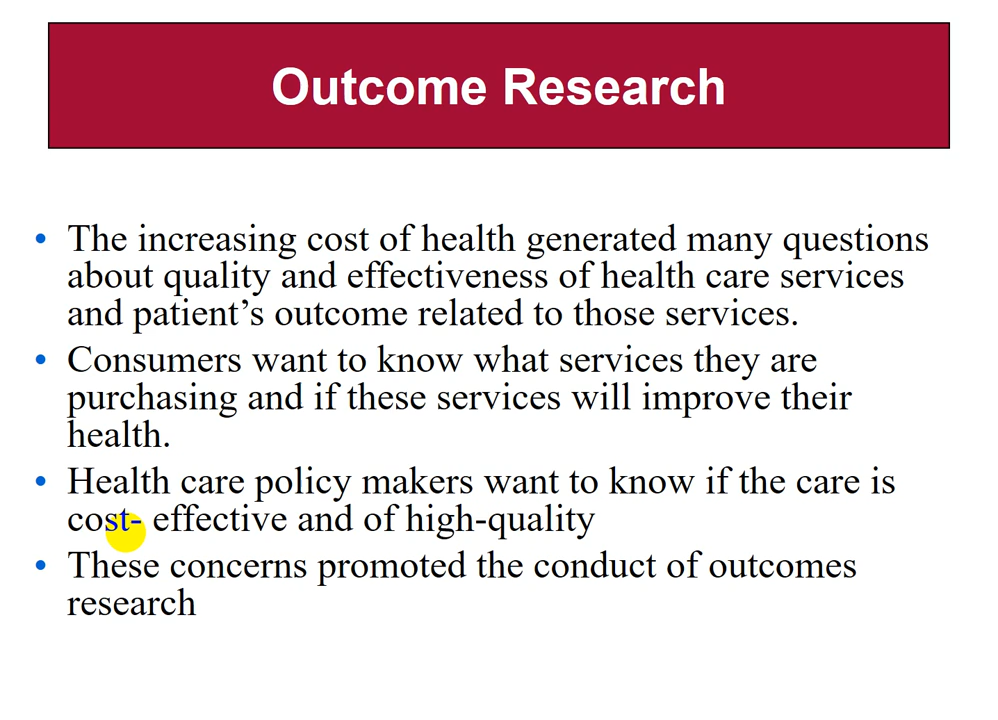 Outcome Research
• The increasing cost of health generated many questions
about quality and effectiveness of health care services
and patient’s outcome related to those services.
• Consumers want to know what services they are
purchasing and if these services will improve their
health.
• Health care policy makers want to know if the care is
cost- effective and of high-quality
• These concerns promoted the conduct of outcomes
research